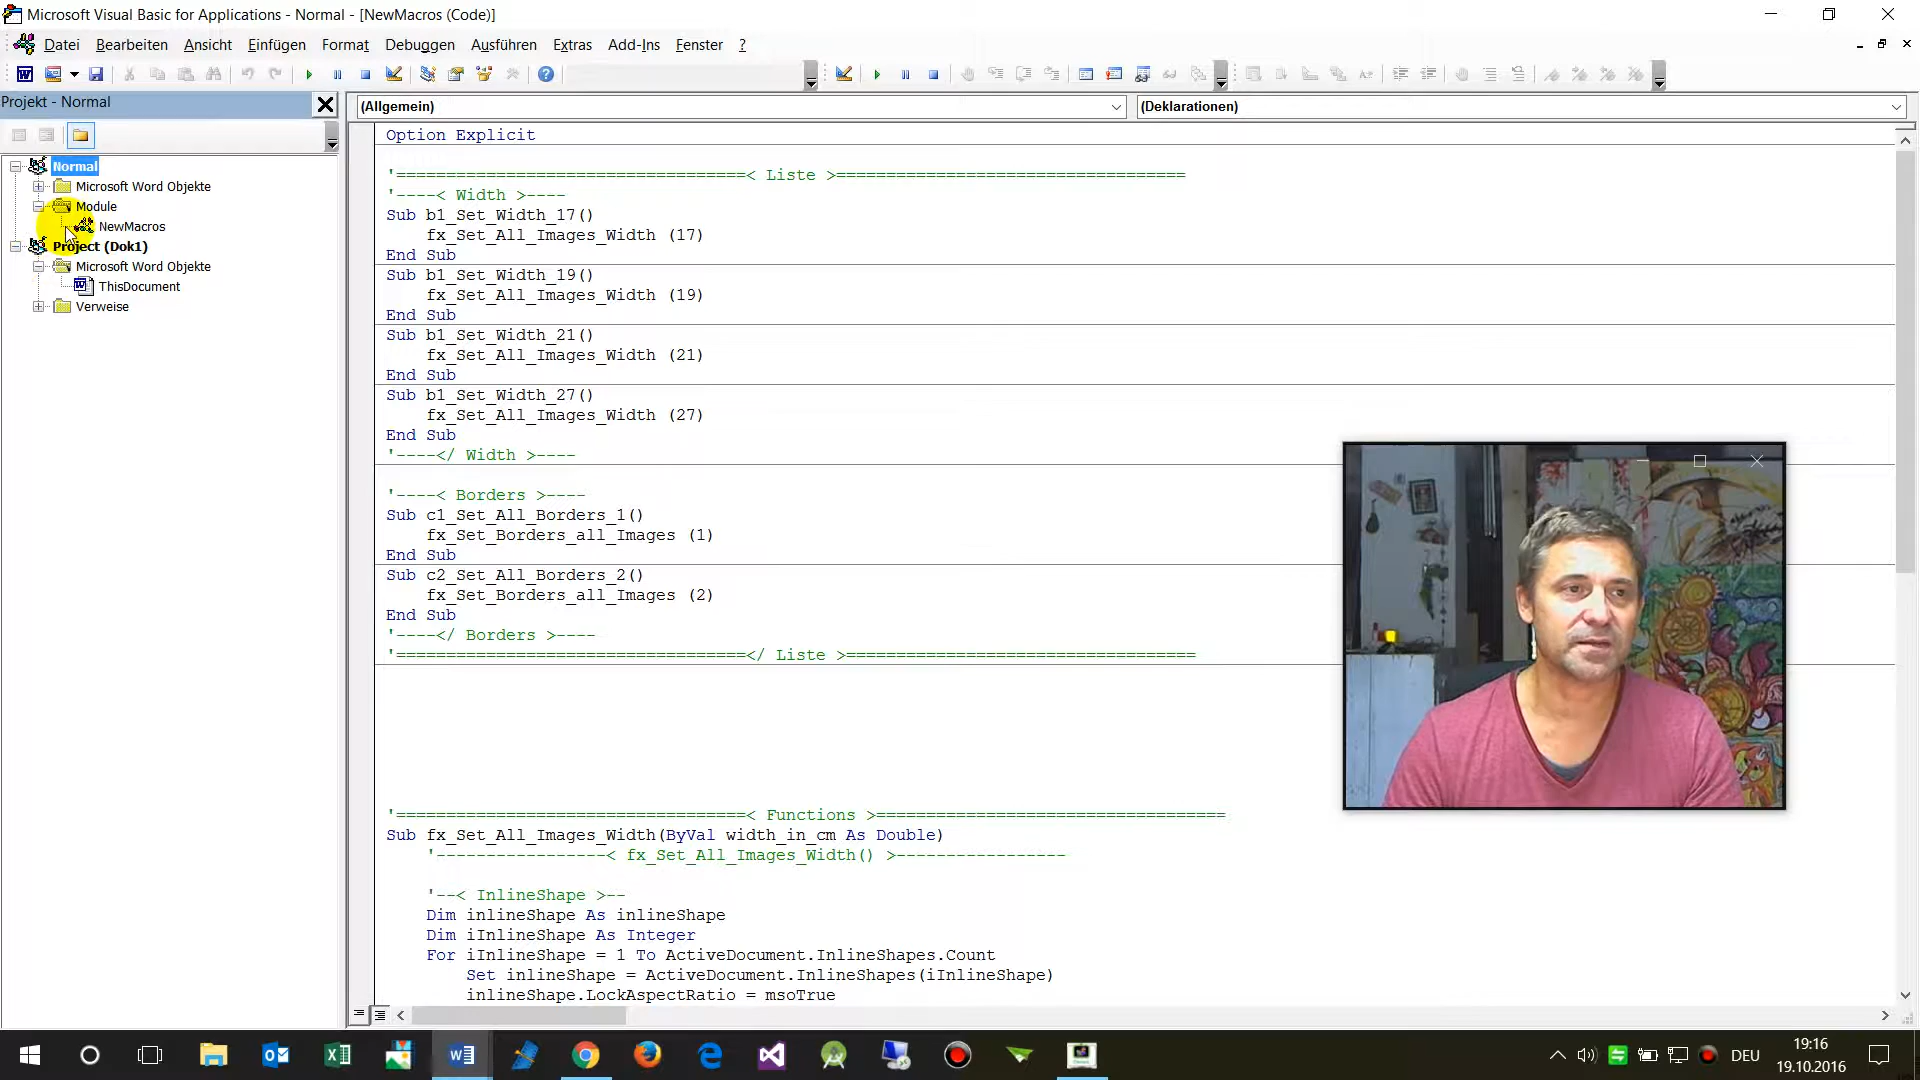 Microsoft Visual Basic for Applications - Normal - [NewMacros (Code)]
Datei Bearbeiten Ansicht Einfügen Format Debuggen Ausführen Extras Add-Ins Fenster ?
Projekt - Normal
(Allgemein) (Deklarationen)
Normal
Microsoft Word Objekte
Module
NewMacros
Project (Dok1)
Microsoft Word Objekte
ThisDocument
Verweise
Option Explicit
'===================================< Liste >===================================
'----< Width >----
Sub b1_Set_Width_17()
fx_Set_All_Images_Width (17)
End Sub
Sub b1_Set_Width_19()
fx_Set_All_Images_Width (19)
End Sub
Sub b1_Set_Width_21()
fx_Set_All_Images_Width (21)
End Sub
Sub b1_Set_Width_27()
fx_Set_All_Images_Width (27)
End Sub
'----</ Width >----
'----< Borders >----
Sub c1_Set_All_Borders_1()
fx_Set_Borders_all_Images (1)
End Sub
Sub c2_Set_All_Borders_2()
fx_Set_Borders_all_Images (2)
End Sub
'----</ Borders >----
'===================================</ Liste >===================================
'===================================< Functions >===================================
Sub fx_Set_All_Images_Width(ByVal width_in_cm As Double)
'-----------------< fx_Set_All_Images_Width() >-----------------
'--< InlineShape >--
Dim inlineShape As inlineShape
Dim iInlineShape As Integer
For iInlineShape = 1 To ActiveDocument.InlineShapes.Count
Set inlineShape = ActiveDocument.InlineShapes(iInlineShape)
inlineShape.LockAspectRatio = msoTrue
DEU
19:16
19.10.2016